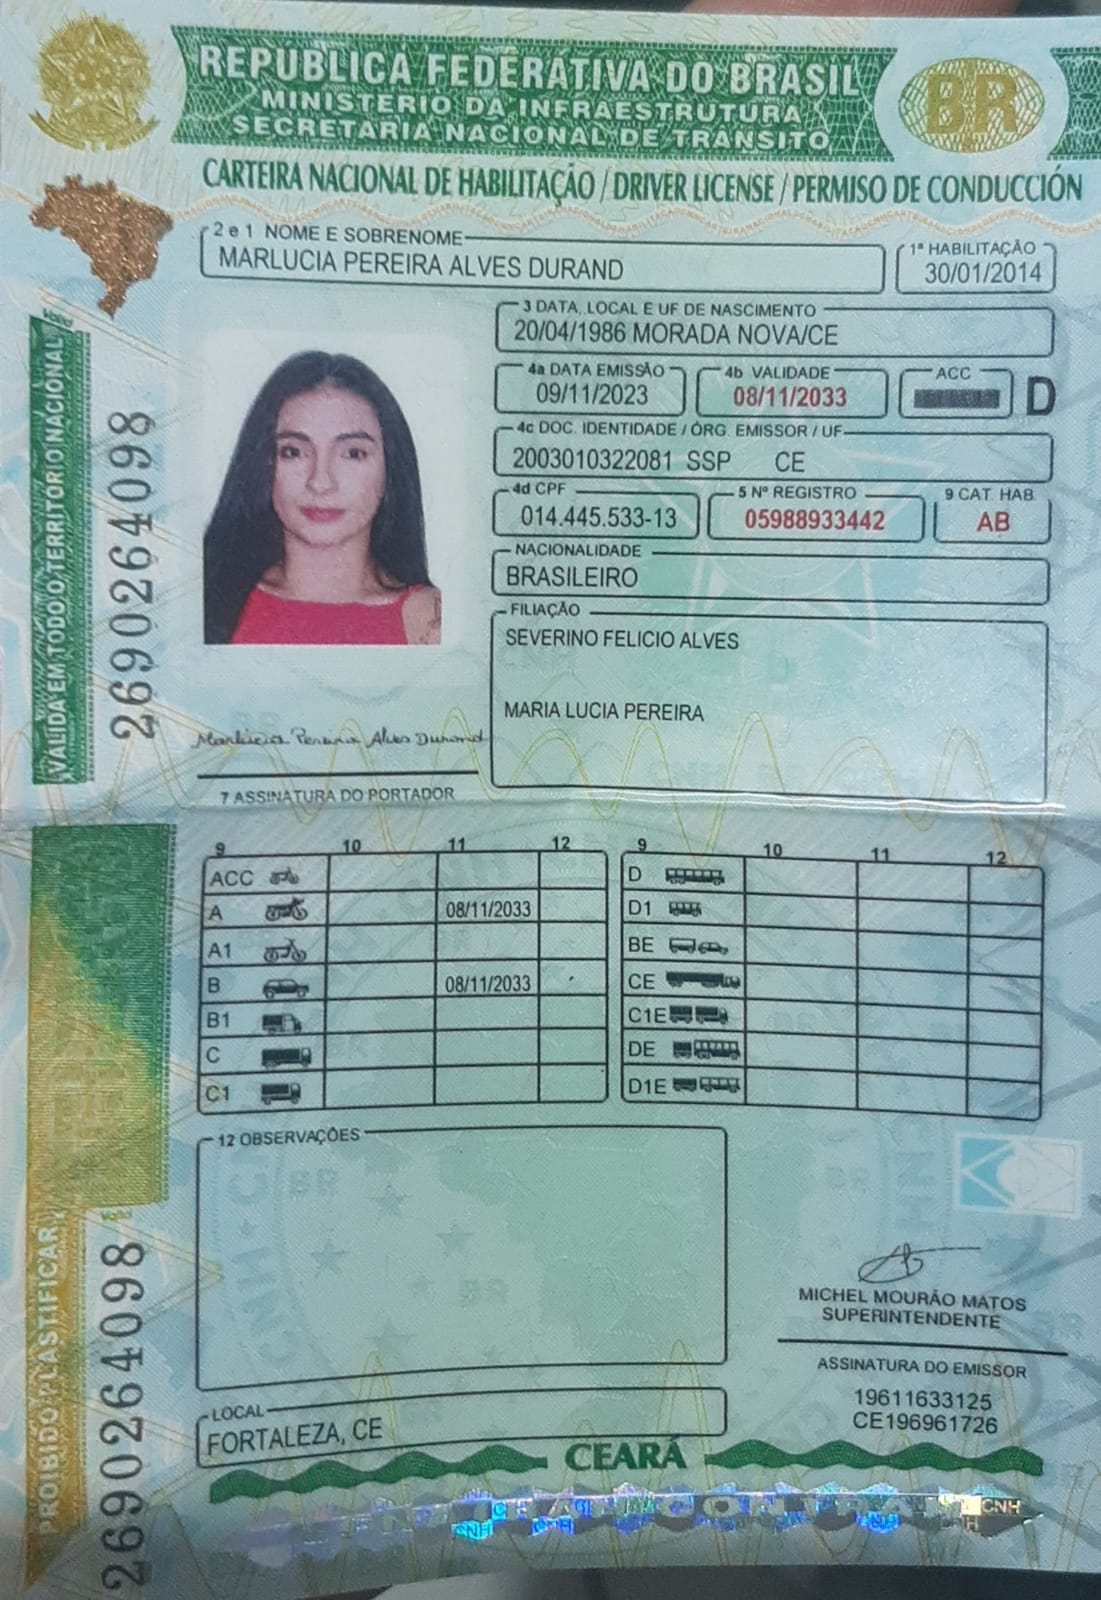 REPÚBLICA FEDERATIVA DO BRASIL
MINISTÉRIO DA INFRAESTRUTURA
SECRETARIA NACIONAL DE TRÂNSITO
BR
CARTEIRA NACIONAL DE HABILITAÇÃO / DRIVER LICENSE / PERMISO DE CONDUCCIÓN
2 e 1 NOME E SOBRENOME
MARLUCIA PEREIRA ALVES DURAND
1ª HABILITAÇÃO
30/01/2014
3 DATA, LOCAL E UF DE NASCIMENTO
20/04/1986 MORADA NOVA/CE
4a DATA EMISSÃO
09/11/2023
4b VALIDADE
08/11/2033
ACC
D
4c DOC. IDENTIDADE / ÓRG. EMISSOR / UF
2003010322081 SSP CE
4d CPF
014.445.533-13
5 Nº REGISTRO
05988933442
9 CAT. HAB.
AB
NACIONALIDADE
BRASILEIRO
FILIAÇÃO
SEVERINO FELICIO ALVES
MARIA LUCIA PEREIRA
VÁLIDA EM TODO O TERRITÓRIO NACIONAL
2690264098
Marlucia Pereira Alves Durand
7 ASSINATURA DO PORTADOR
9 10 11 12
ACC
A 08/11/2033
A1
B 08/11/2033
B1
C
C1
9 10 11 12
D
D1
BE
CE
C1E
DE
D1E
12 OBSERVAÇÕES
MICHEL MOURÃO MATOS
SUPERINTENDENTE
ASSINATURA DO EMISSOR
19611633125
CE196961726
LOCAL
FORTALEZA, CE
CEARÁ
PROIBIDO PLASTIFICAR
2690264098
CNH